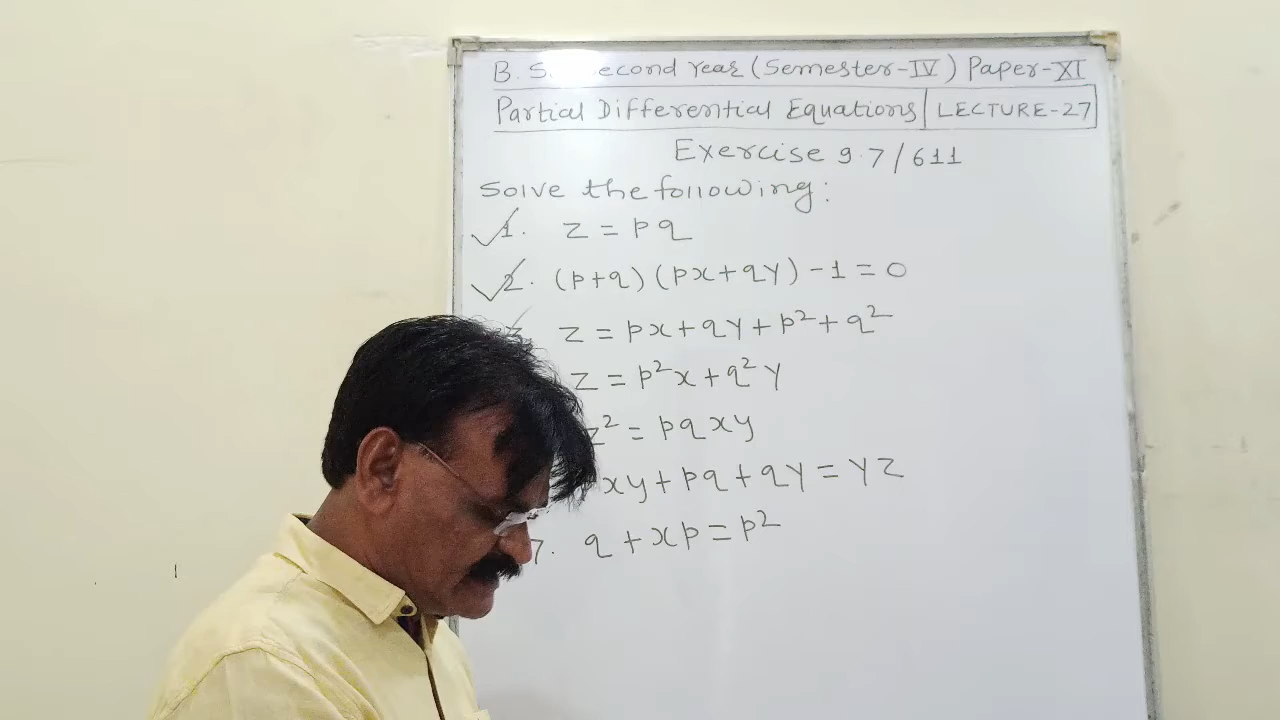 B. S. econd Year (Semester-IV) Paper-XI
Partial Differential Equations | LECTURE-27
Exercise 9.7/611
Solve the following:
1. z = pq
2. (p+q)(px+qy)-1=0
z = px+qy+p²+q²
z = p²x+q²y
z² = pqxy
xy+pq+qy=yz
7. q+xp=p²